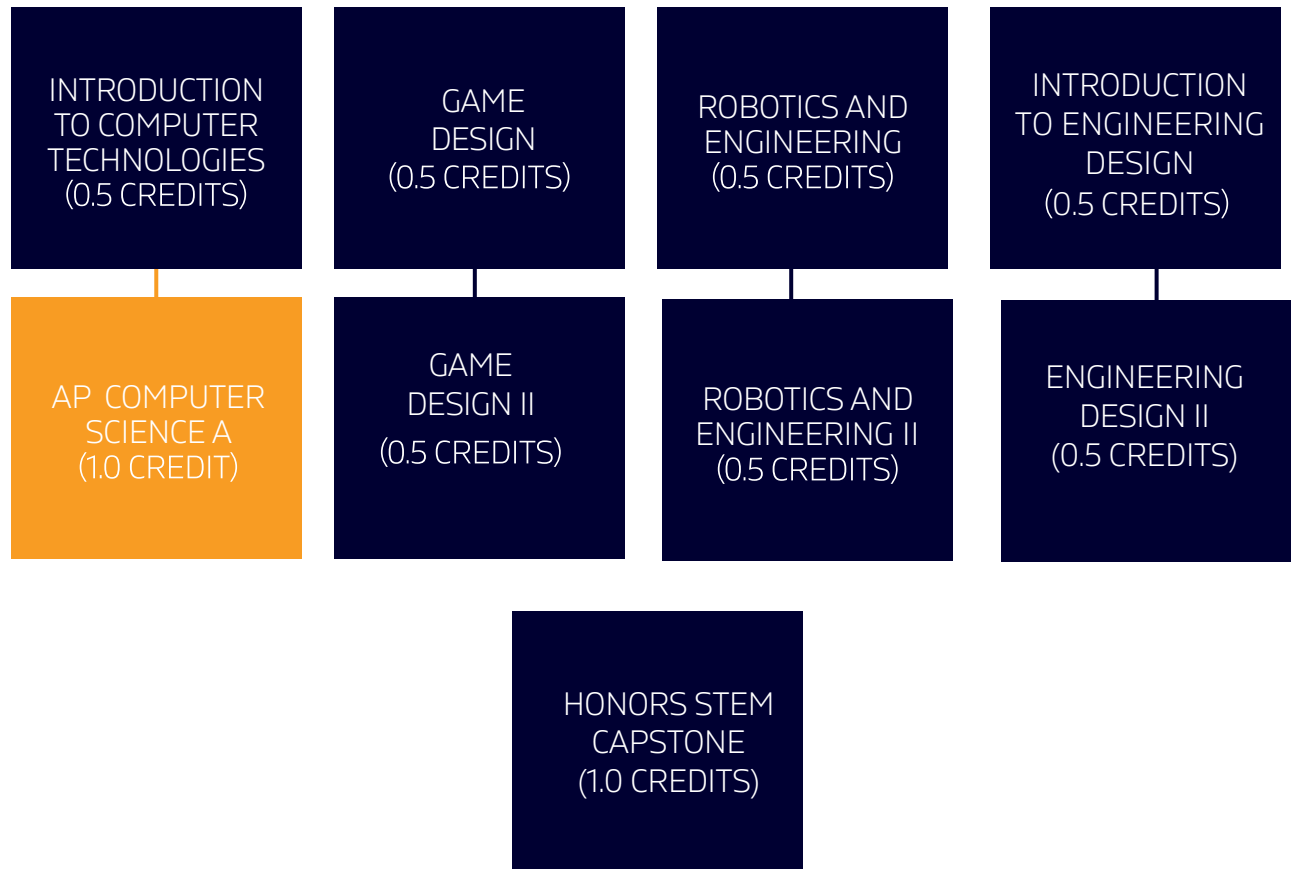 INTRODUCTION
TO COMPUTER
TECHNOLOGIES
(0.5 CREDITS)
GAME
DESIGN
(0.5 CREDITS)
ROBOTICS AND
ENGINEERING
(0.5 CREDITS)
INTRODUCTION
TO ENGINEERING
DESIGN
(0.5 CREDITS)
AP COMPUTER
SCIENCE A
(1.0 CREDIT)
GAME
DESIGN II
(0.5 CREDITS)
ROBOTICS AND
ENGINEERING II
(0.5 CREDITS)
ENGINEERING
DESIGN II
(0.5 CREDITS)
HONORS STEM
CAPSTONE
(1.0 CREDITS)